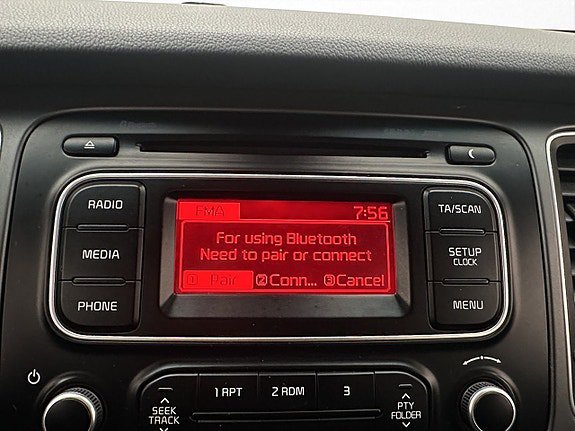 RADIO
MEDIA
PHONE
FMA 7:56
For using Bluetooth
Need to pair or connect
1 Pair 2 Conn... 3 Cancel
TA/SCAN
SETUP
CLOCK
MENU
SEEK
TRACK
1 RPT 2 RDM 3
PTY
FOLDER